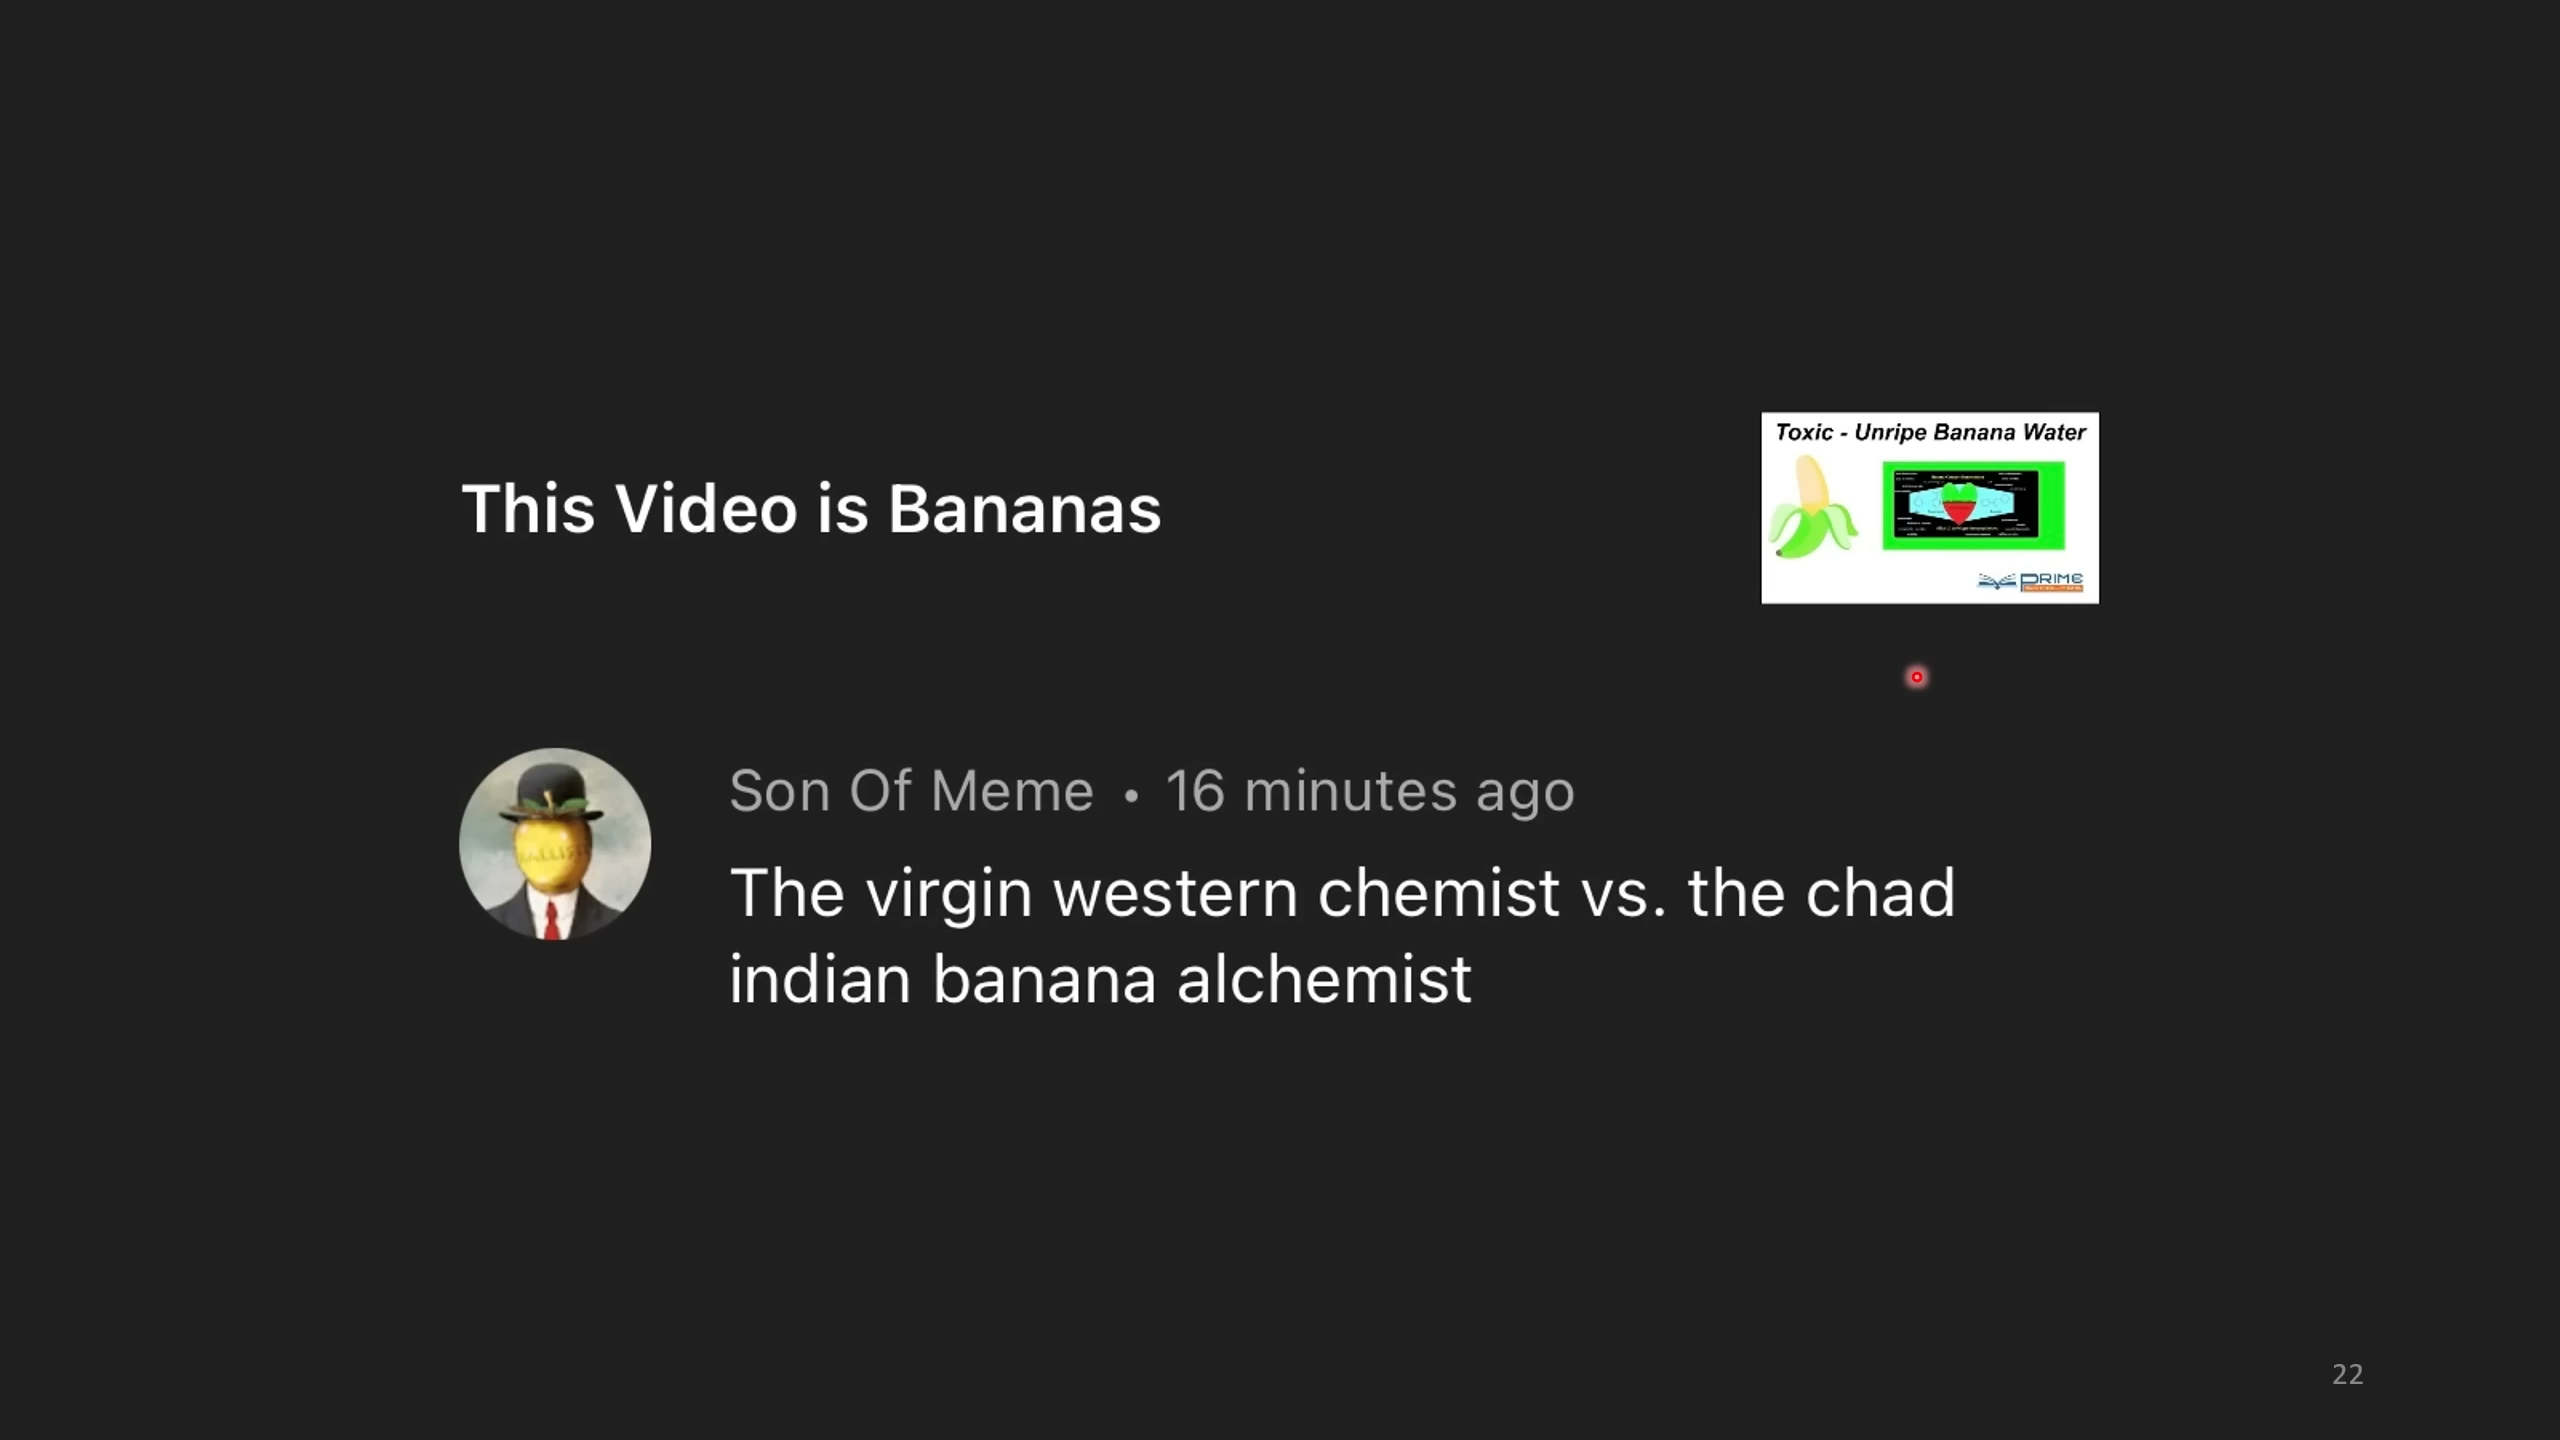 Toxic - Unripe Banana Water
This Video is Bananas
PRIME
Son Of Meme • 16 minutes ago
The virgin western chemist vs. the chad
indian banana alchemist
22